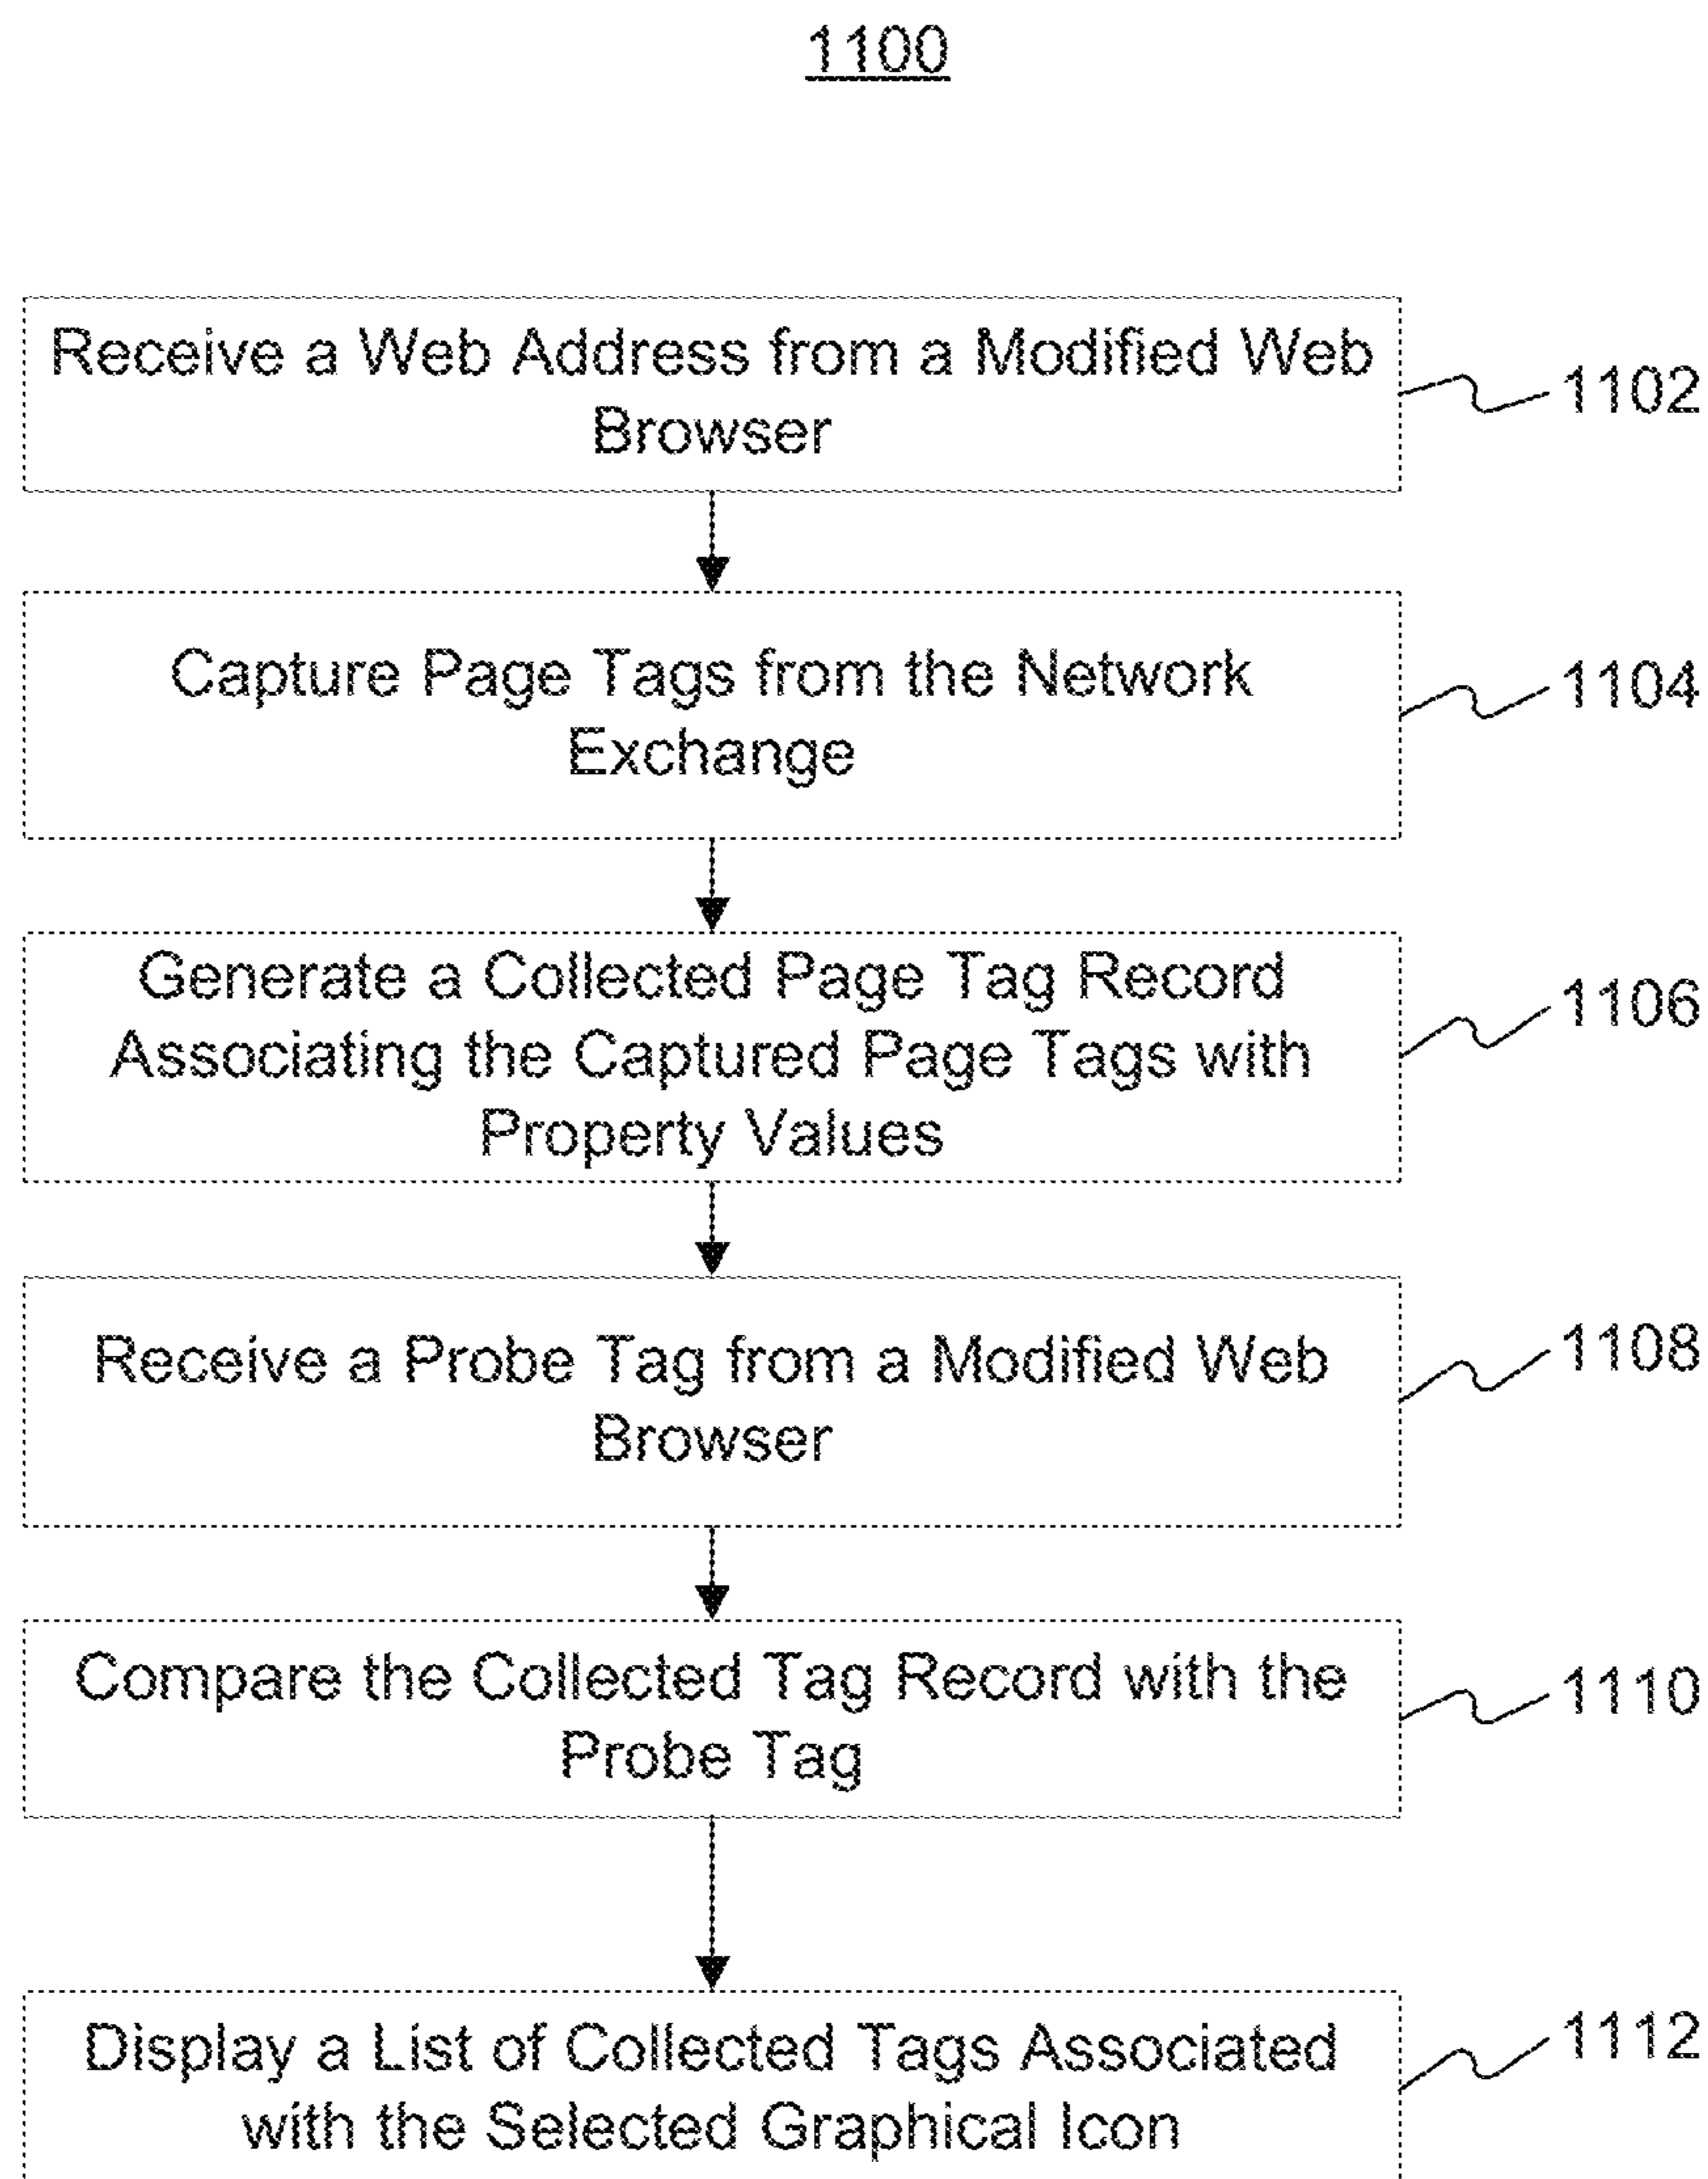 1100
Receive a Web Address from a Modified Web
Browser
1102
Capture Page Tags from the Network
Exchange
1104
Generate a Collected Page Tag Record
Associating the Captured Page Tags with
Property Values
1106
Receive a Probe Tag from a Modified Web
Browser
1108
Compare the Collected Tag Record with the
Probe Tag
1110
Display a List of Collected Tags Associated
with the Selected Graphical Icon
1112